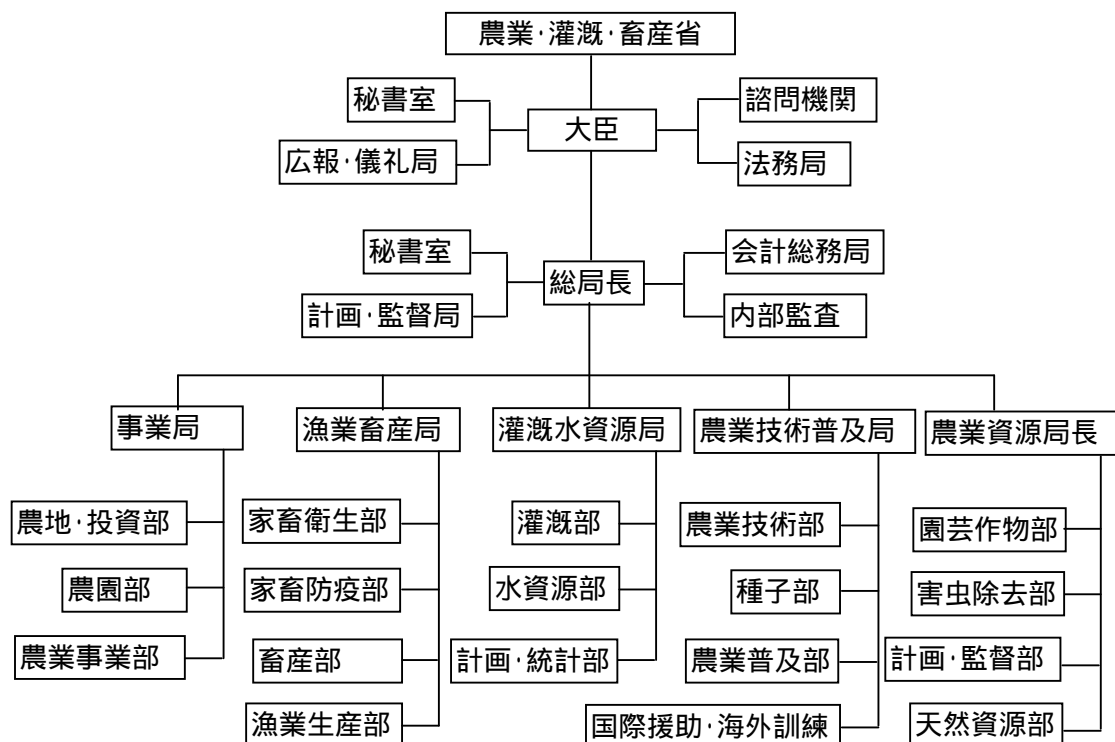 農業·灌漑·畜産省
秘書室
諮問機関
大臣
広報·儀礼局
法務局
秘書室
会計総務局
総局長
計画·監督局
内部監査
事業局
漁業畜産局
灌漑水資源局
農業技術普及局
農業資源局長
農地·投資部
家畜衛生部
灌漑部
農業技術部
園芸作物部
農園部
家畜防疫部
水資源部
種子部
害虫除去部
農業事業部
畜産部
計画·統計部
農業普及部
計画·監督部
漁業生産部
国際援助·海外訓練
天然資源部